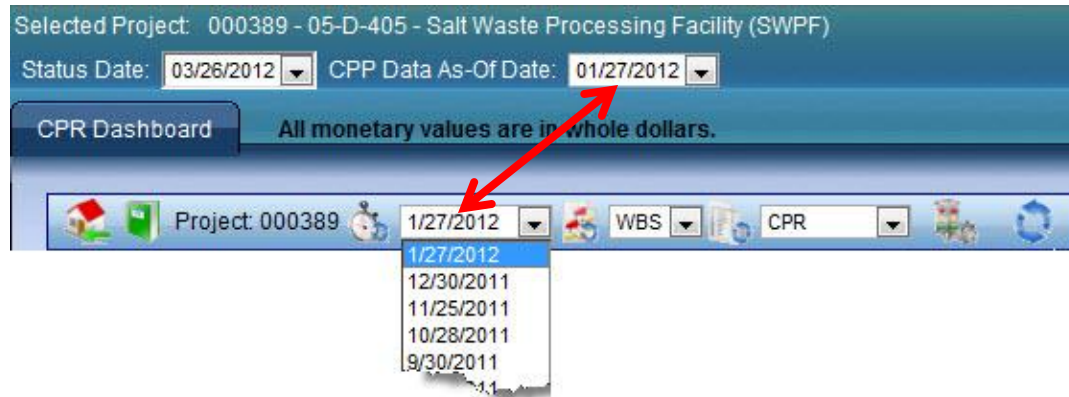 Selected Project: 000389 - 05-D-405 - Salt Waste Processing Facility (SWPF)
Status Date: 03/26/2012 CPP Data As-Of Date: 01/27/2012
CPR Dashboard All monetary values are in whole dollars.
Project: 000389 1/27/2012 WBS CPR
1/27/2012
12/30/2011
11/25/2011
10/28/2011
9/30/2011